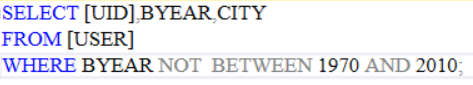 SELECT [UID],BYEAR,CITY
FROM [USER]
WHERE BYEAR NOT  BETWEEN 1970 AND 2010;